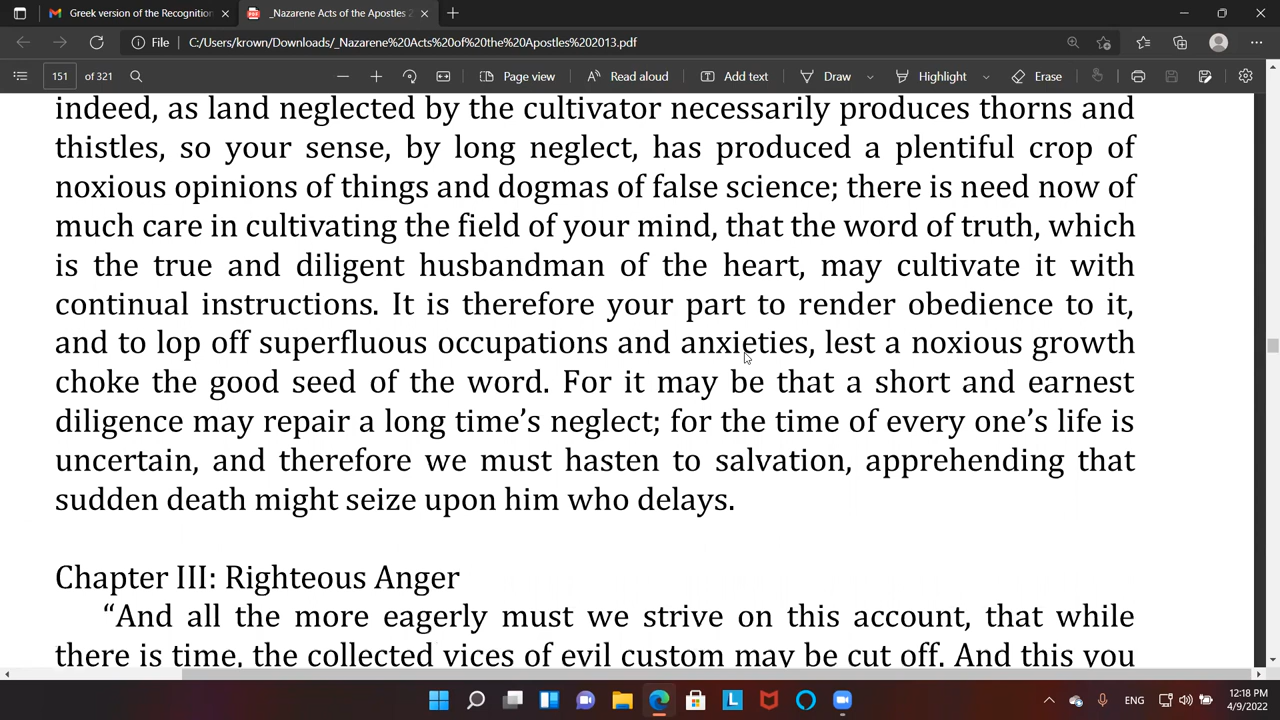 Greek version of the Recognition
_Nazarene Acts of the Apostles 2
File
C:/Users/krown/Downloads/_Nazarene%20Acts%20of%20the%20Apostles%202013.pdf
151 of 321
Page view
Read aloud
Add text
Draw
Highlight
Erase
indeed, as land neglected by the cultivator necessarily produces thorns and
thistles, so your sense, by long neglect, has produced a plentiful crop of
noxious opinions of things and dogmas of false science; there is need now of
much care in cultivating the field of your mind, that the word of truth, which
is the true and diligent husbandman of the heart, may cultivate it with
continual instructions. It is therefore your part to render obedience to it,
and to lop off superfluous occupations and anxieties, lest a noxious growth
choke the good seed of the word. For it may be that a short and earnest
diligence may repair a long time’s neglect; for the time of every one’s life is
uncertain, and therefore we must hasten to salvation, apprehending that
sudden death might seize upon him who delays.
Chapter III: Righteous Anger
“And all the more eagerly must we strive on this account, that while
there is time, the collected vices of evil custom may be cut off. And this you
ENG
12:18 PM
4/9/2022